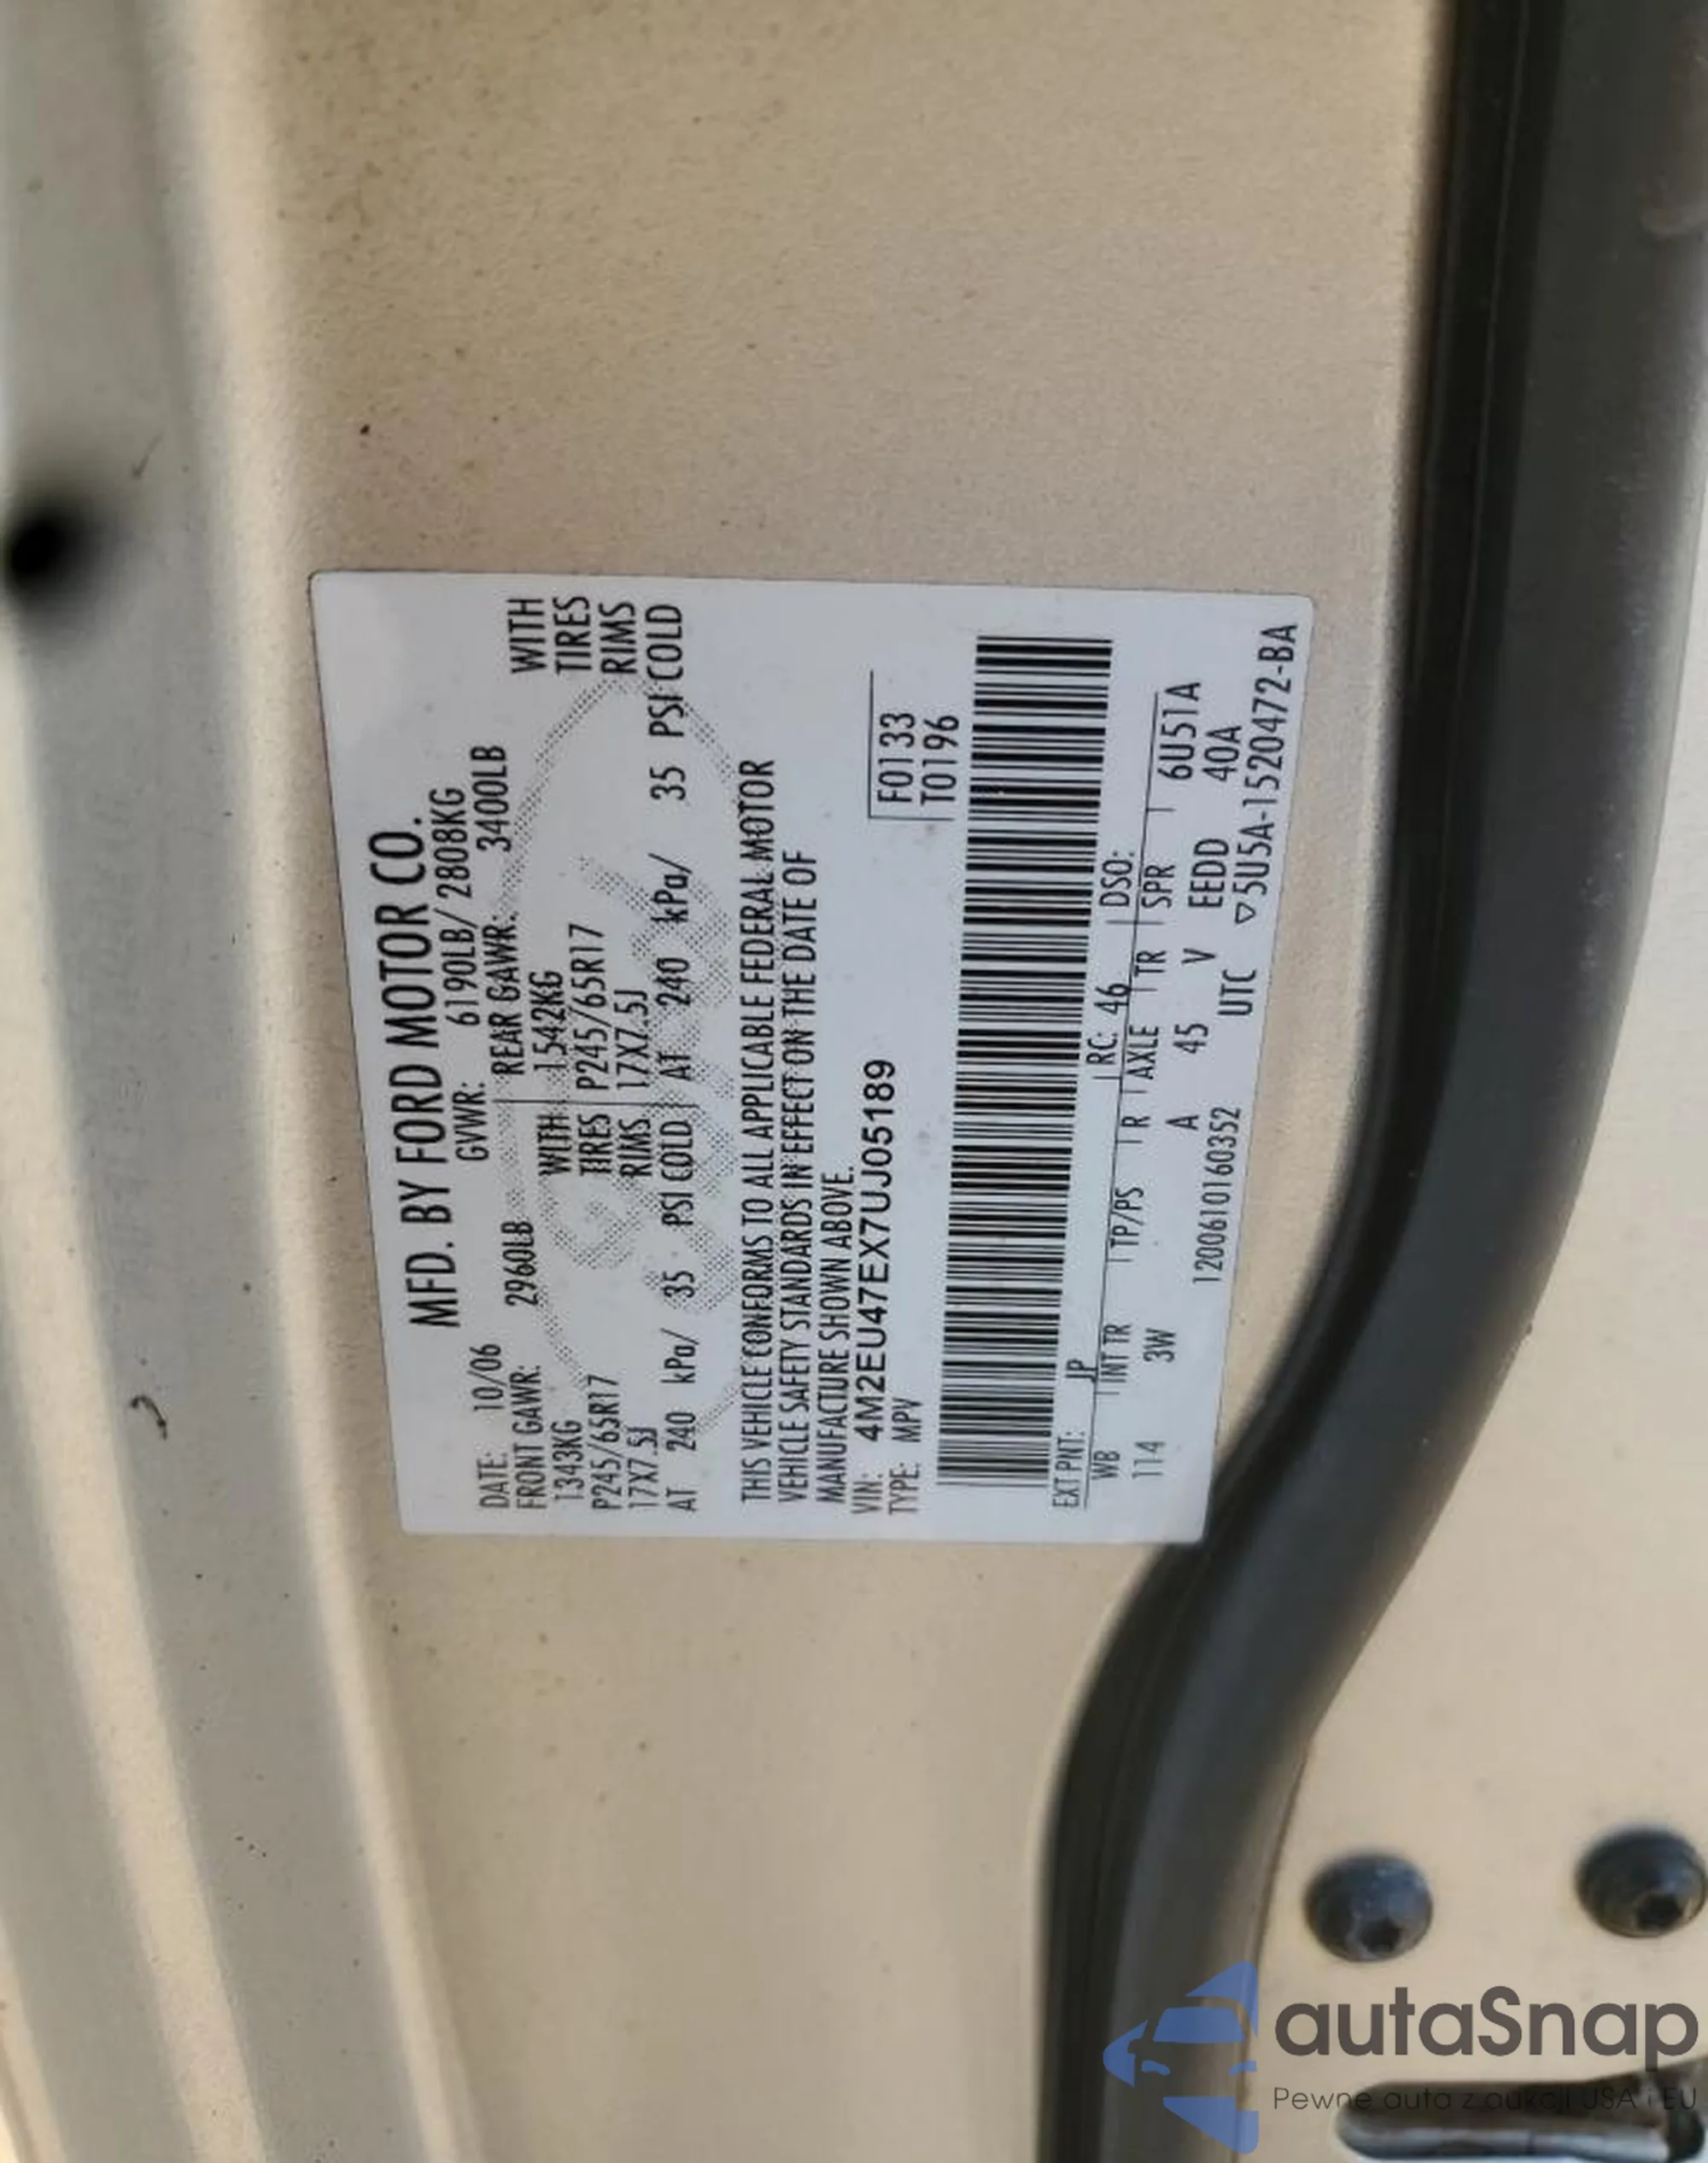 MFD. BY FORD MOTOR CO.
DATE: 10/06 GVWR: 6190LB/ 2808KG
FRONT GAWR: 2960LB REAR GAWR: 3400LB
1343KG WITH 1542KG WITH
P245/65R17 TIRES P245/65R17 TIRES
17X7.5J RIMS 17X7.5J RIMS
AT 240 kPa/ 35 PSI COLD AT 240 kPa/ 35 PSI COLD
THIS VEHICLE CONFORMS TO ALL APPLICABLE FEDERAL MOTOR
VEHICLE SAFETY STANDARDS IN EFFECT ON THE DATE OF
MANUFACTURE SHOWN ABOVE.
VIN: 4M2EU47EX7UJ05189 F0133
TYPE: MPV T0196
EXT PNT: JP RC: 46 DSO:
WB INT TR TP/PS R AXLE TR SPR 6U51A
114 3W A 45 V EEDD 40A
1200610160352 UTC ▽5U5A-1520472-BA
autaSnap
Pewne auta z aukcji USA i EU